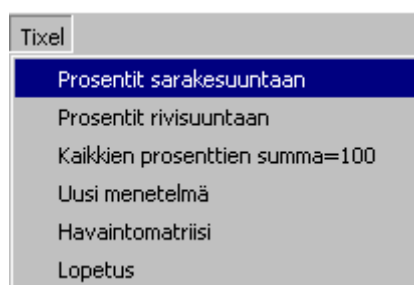 Tixel
Prosentit sarakesuuntaan
Prosentit rivisuuntaan
Kaikkien prosenttien summa=100
Uusi menetelmä
Havaintomatriisi
Lopetus